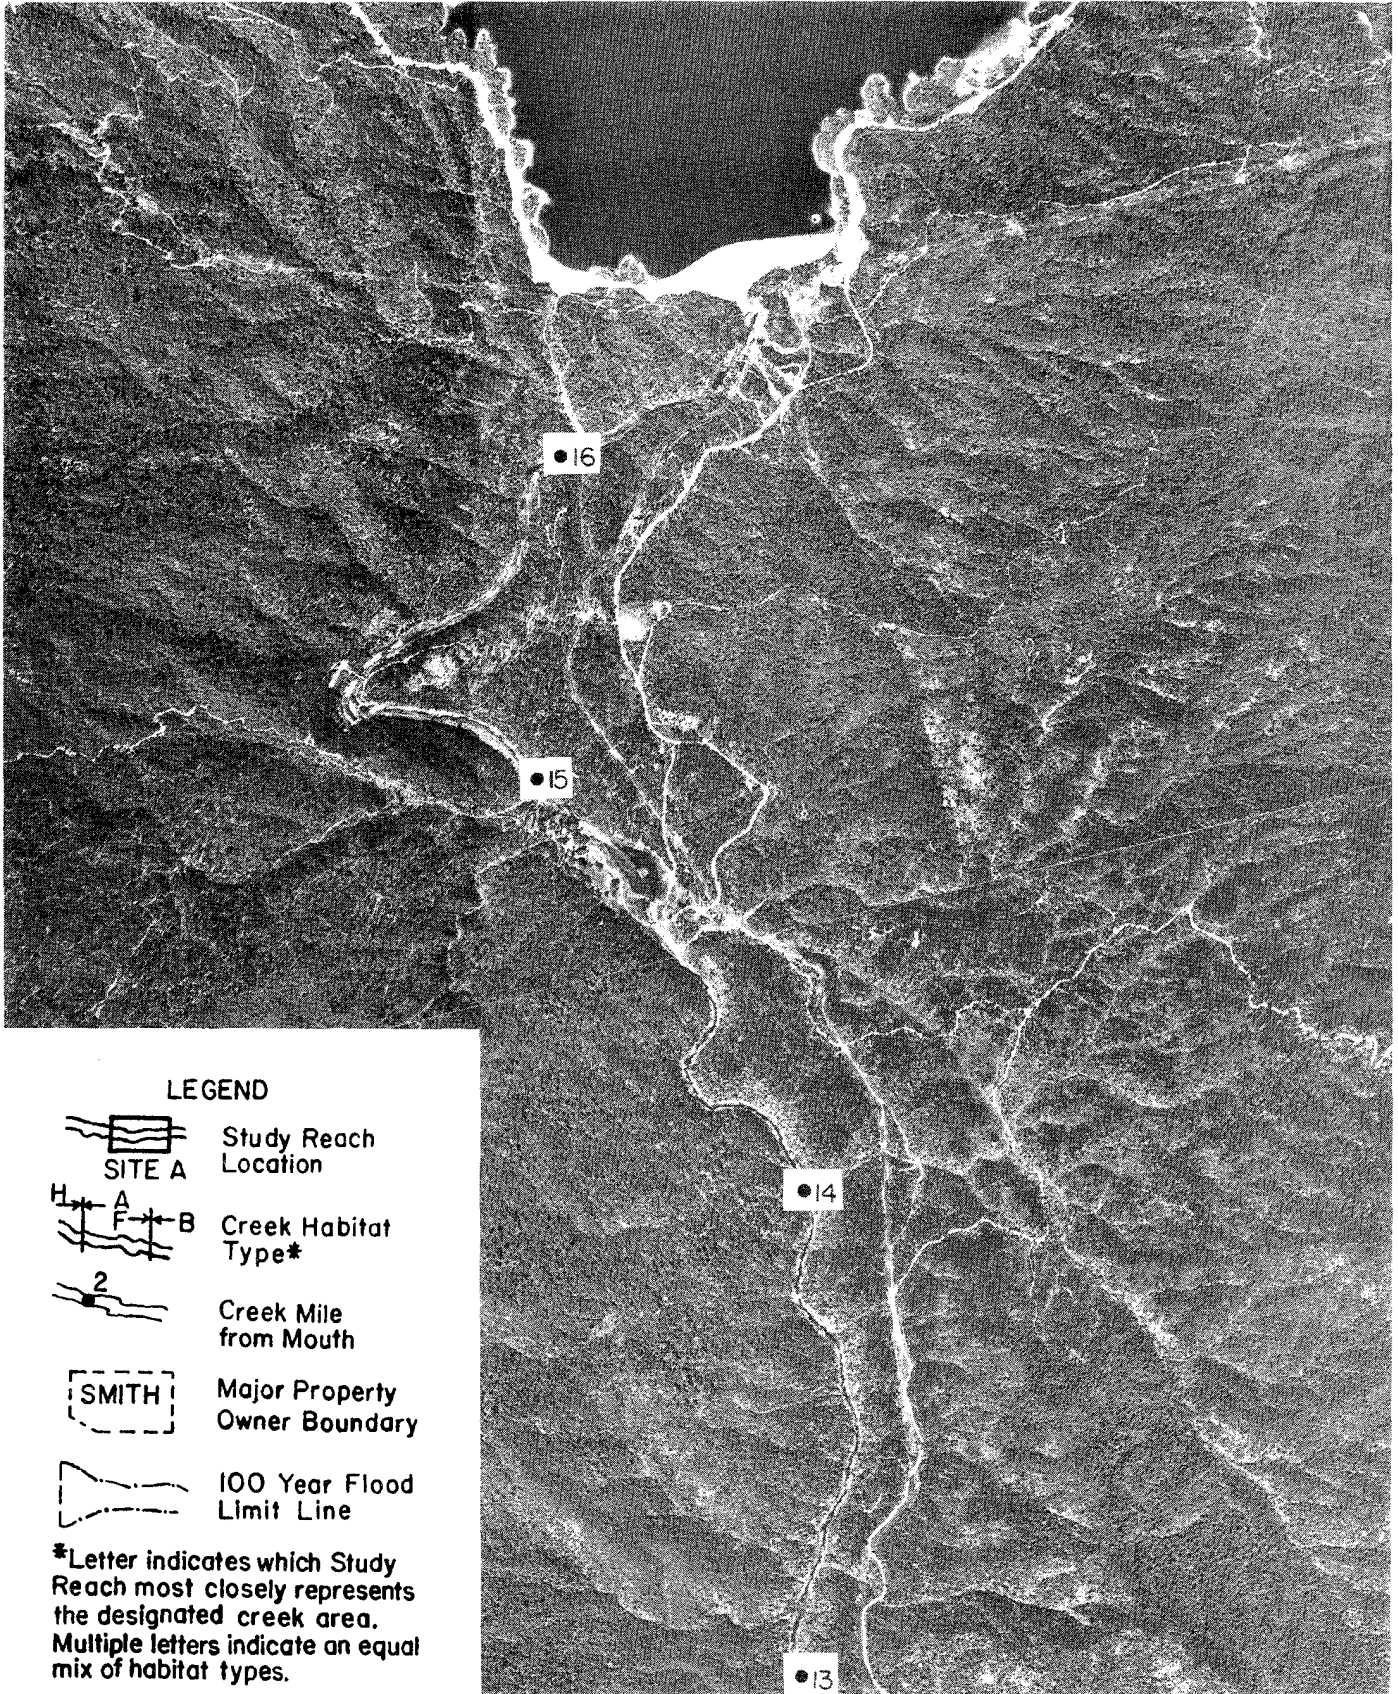 16
15
14
13
LEGEND
SITE A
Study Reach
Location
H A
F B
Creek Habitat
Type*
2
Creek Mile
from Mouth
SMITH
Major Property
Owner Boundary
100 Year Flood
Limit Line
*Letter indicates which Study
Reach most closely represents
the designated creek area.
Multiple letters indicate an equal
mix of habitat types.